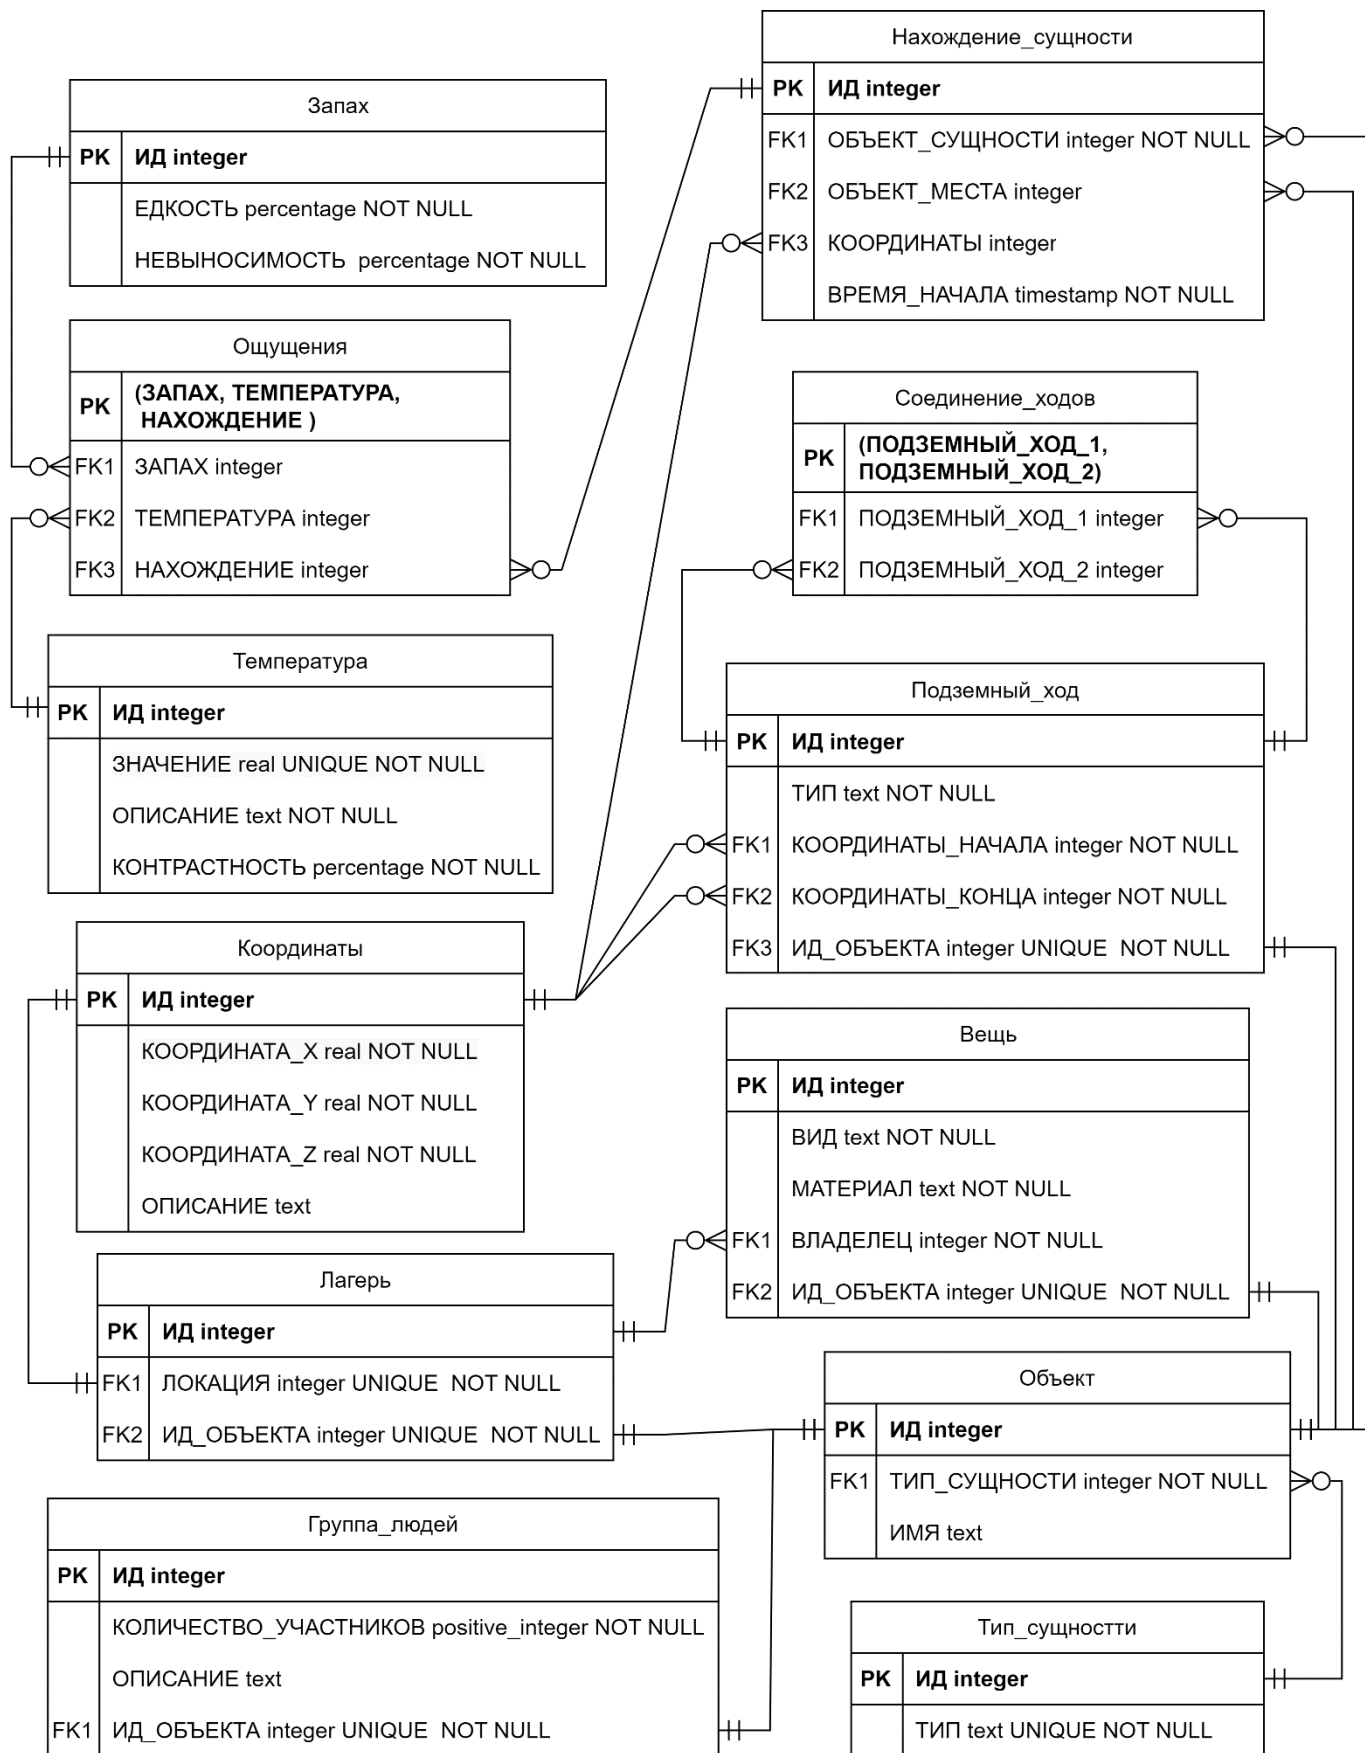 Нахождение_сущности
PK ИД integer
FK1 ОБЪЕКТ_СУЩНОСТИ integer NOT NULL
FK2 ОБЪЕКТ_МЕСТА integer
FK3 КООРДИНАТЫ integer
ВРЕМЯ_НАЧАЛА timestamp NOT NULL
Запах
PK ИД integer
ЕДКОСТЬ percentage NOT NULL
НЕВЫНОСИМОСТЬ percentage NOT NULL
Ощущения
PK (ЗАПАХ, ТЕМПЕРАТУРА,
НАХОЖДЕНИЕ )
FK1 ЗАПАХ integer
FK2 ТЕМПЕРАТУРА integer
FK3 НАХОЖДЕНИЕ integer
Соединение_ходов
PK (ПОДЗЕМНЫЙ_ХОД_1,
ПОДЗЕМНЫЙ_ХОД_2)
FK1 ПОДЗЕМНЫЙ_ХОД_1 integer
FK2 ПОДЗЕМНЫЙ_ХОД_2 integer
Температура
PK ИД integer
ЗНАЧЕНИЕ real UNIQUE NOT NULL
ОПИСАНИЕ text NOT NULL
КОНТРАСТНОСТЬ percentage NOT NULL
Подземный_ход
PK ИД integer
ТИП text NOT NULL
FK1 КООРДИНАТЫ_НАЧАЛА integer NOT NULL
FK2 КООРДИНАТЫ_КОНЦА integer NOT NULL
FK3 ИД_ОБЪЕКТА integer UNIQUE NOT NULL
Координаты
PK ИД integer
КООРДИНАТА_X real NOT NULL
КООРДИНАТА_Y real NOT NULL
КООРДИНАТА_Z real NOT NULL
ОПИСАНИЕ text
Вещь
PK ИД integer
ВИД text NOT NULL
МАТЕРИАЛ text NOT NULL
FK1 ВЛАДЕЛЕЦ integer NOT NULL
FK2 ИД_ОБЪЕКТА integer UNIQUE NOT NULL
Лагерь
PK ИД integer
FK1 ЛОКАЦИЯ integer UNIQUE NOT NULL
FK2 ИД_ОБЪЕКТА integer UNIQUE NOT NULL
Объект
PK ИД integer
FK1 ТИП_СУЩНОСТИ integer NOT NULL
ИМЯ text
Группа_людей
PK ИД integer
КОЛИЧЕСТВО_УЧАСТНИКОВ positive_integer NOT NULL
ОПИСАНИЕ text
FK1 ИД_ОБЪЕКТА integer UNIQUE NOT NULL
Тип_сущностти
PK ИД integer
ТИП text UNIQUE NOT NULL